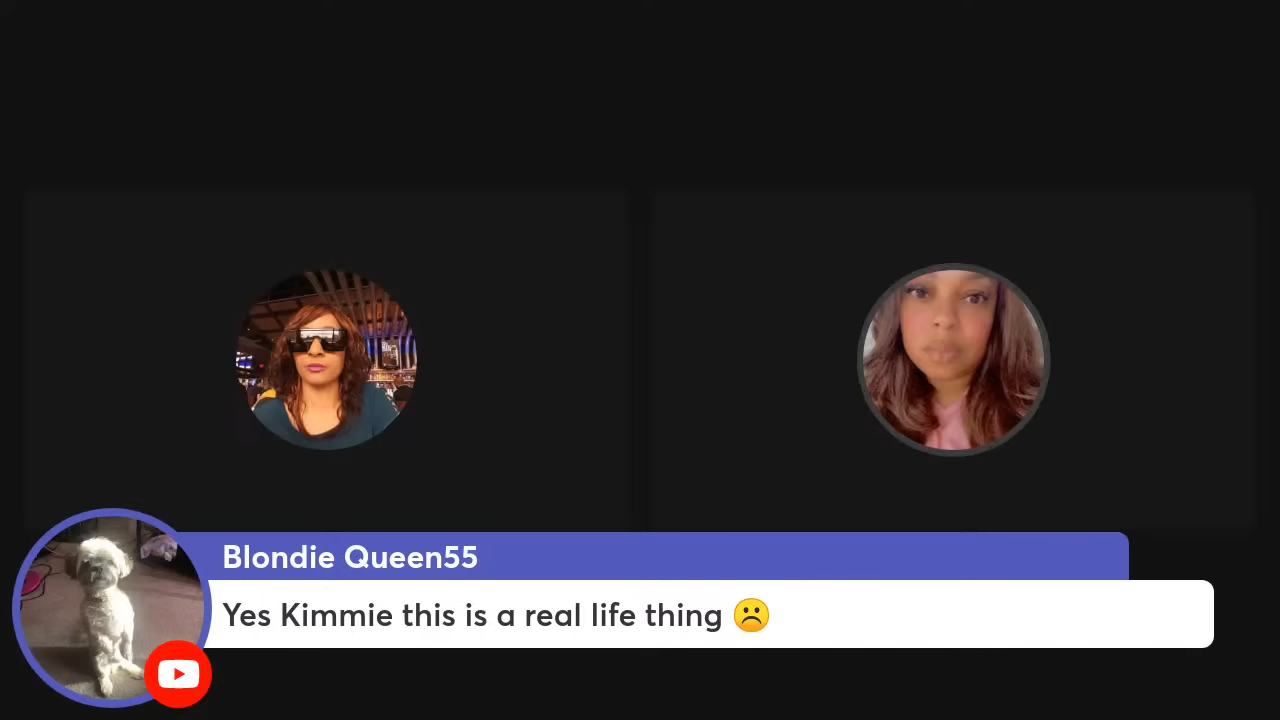 Blondie Queen55
Yes Kimmie this is a real life thing ☹️